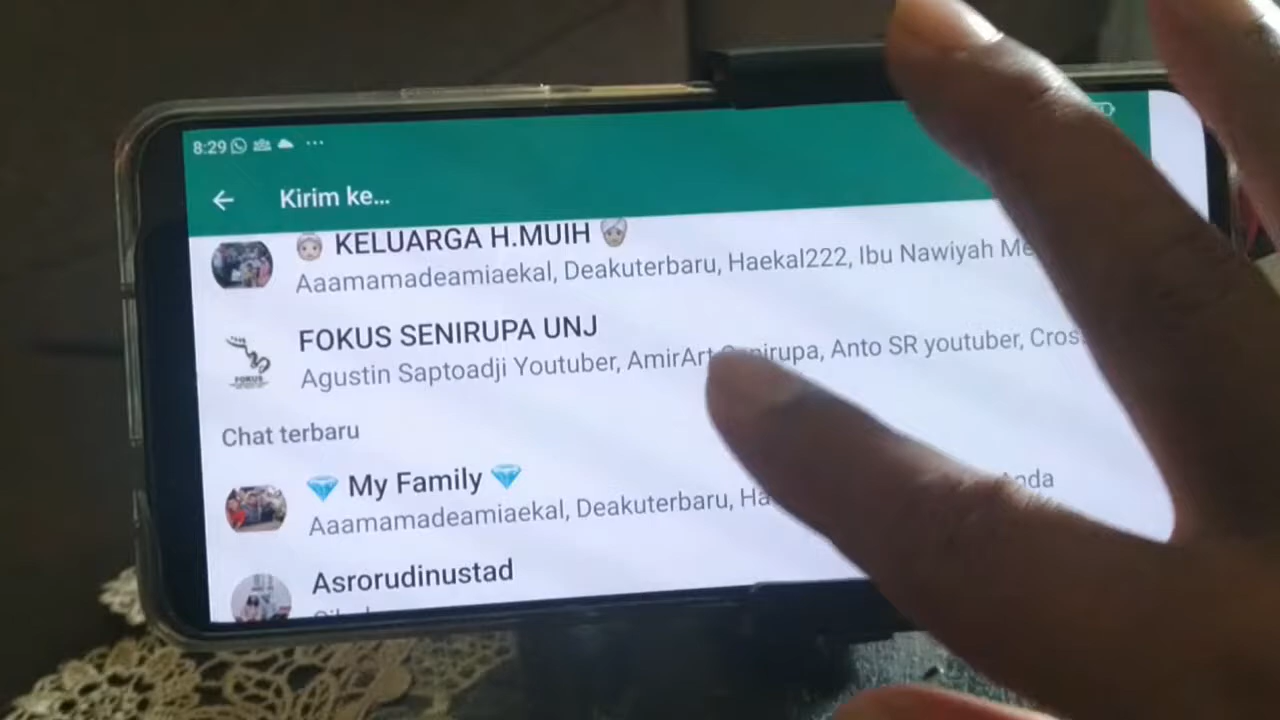 8:29
Kirim ke...
KELUARGA H.MUIH
Aaamamadeamiaekal, Deakuterbaru, Haekal222, Ibu Nawiyah
FOKUS SENIRUPA UNJ
FOKUS
Agustin Saptoadji Youtuber, AmirArt Senirupa, Anto SR youtuber,
Chat terbaru
My Family
Aaamamadeamiaekal, Deakuterbaru,
Asrorudinustad